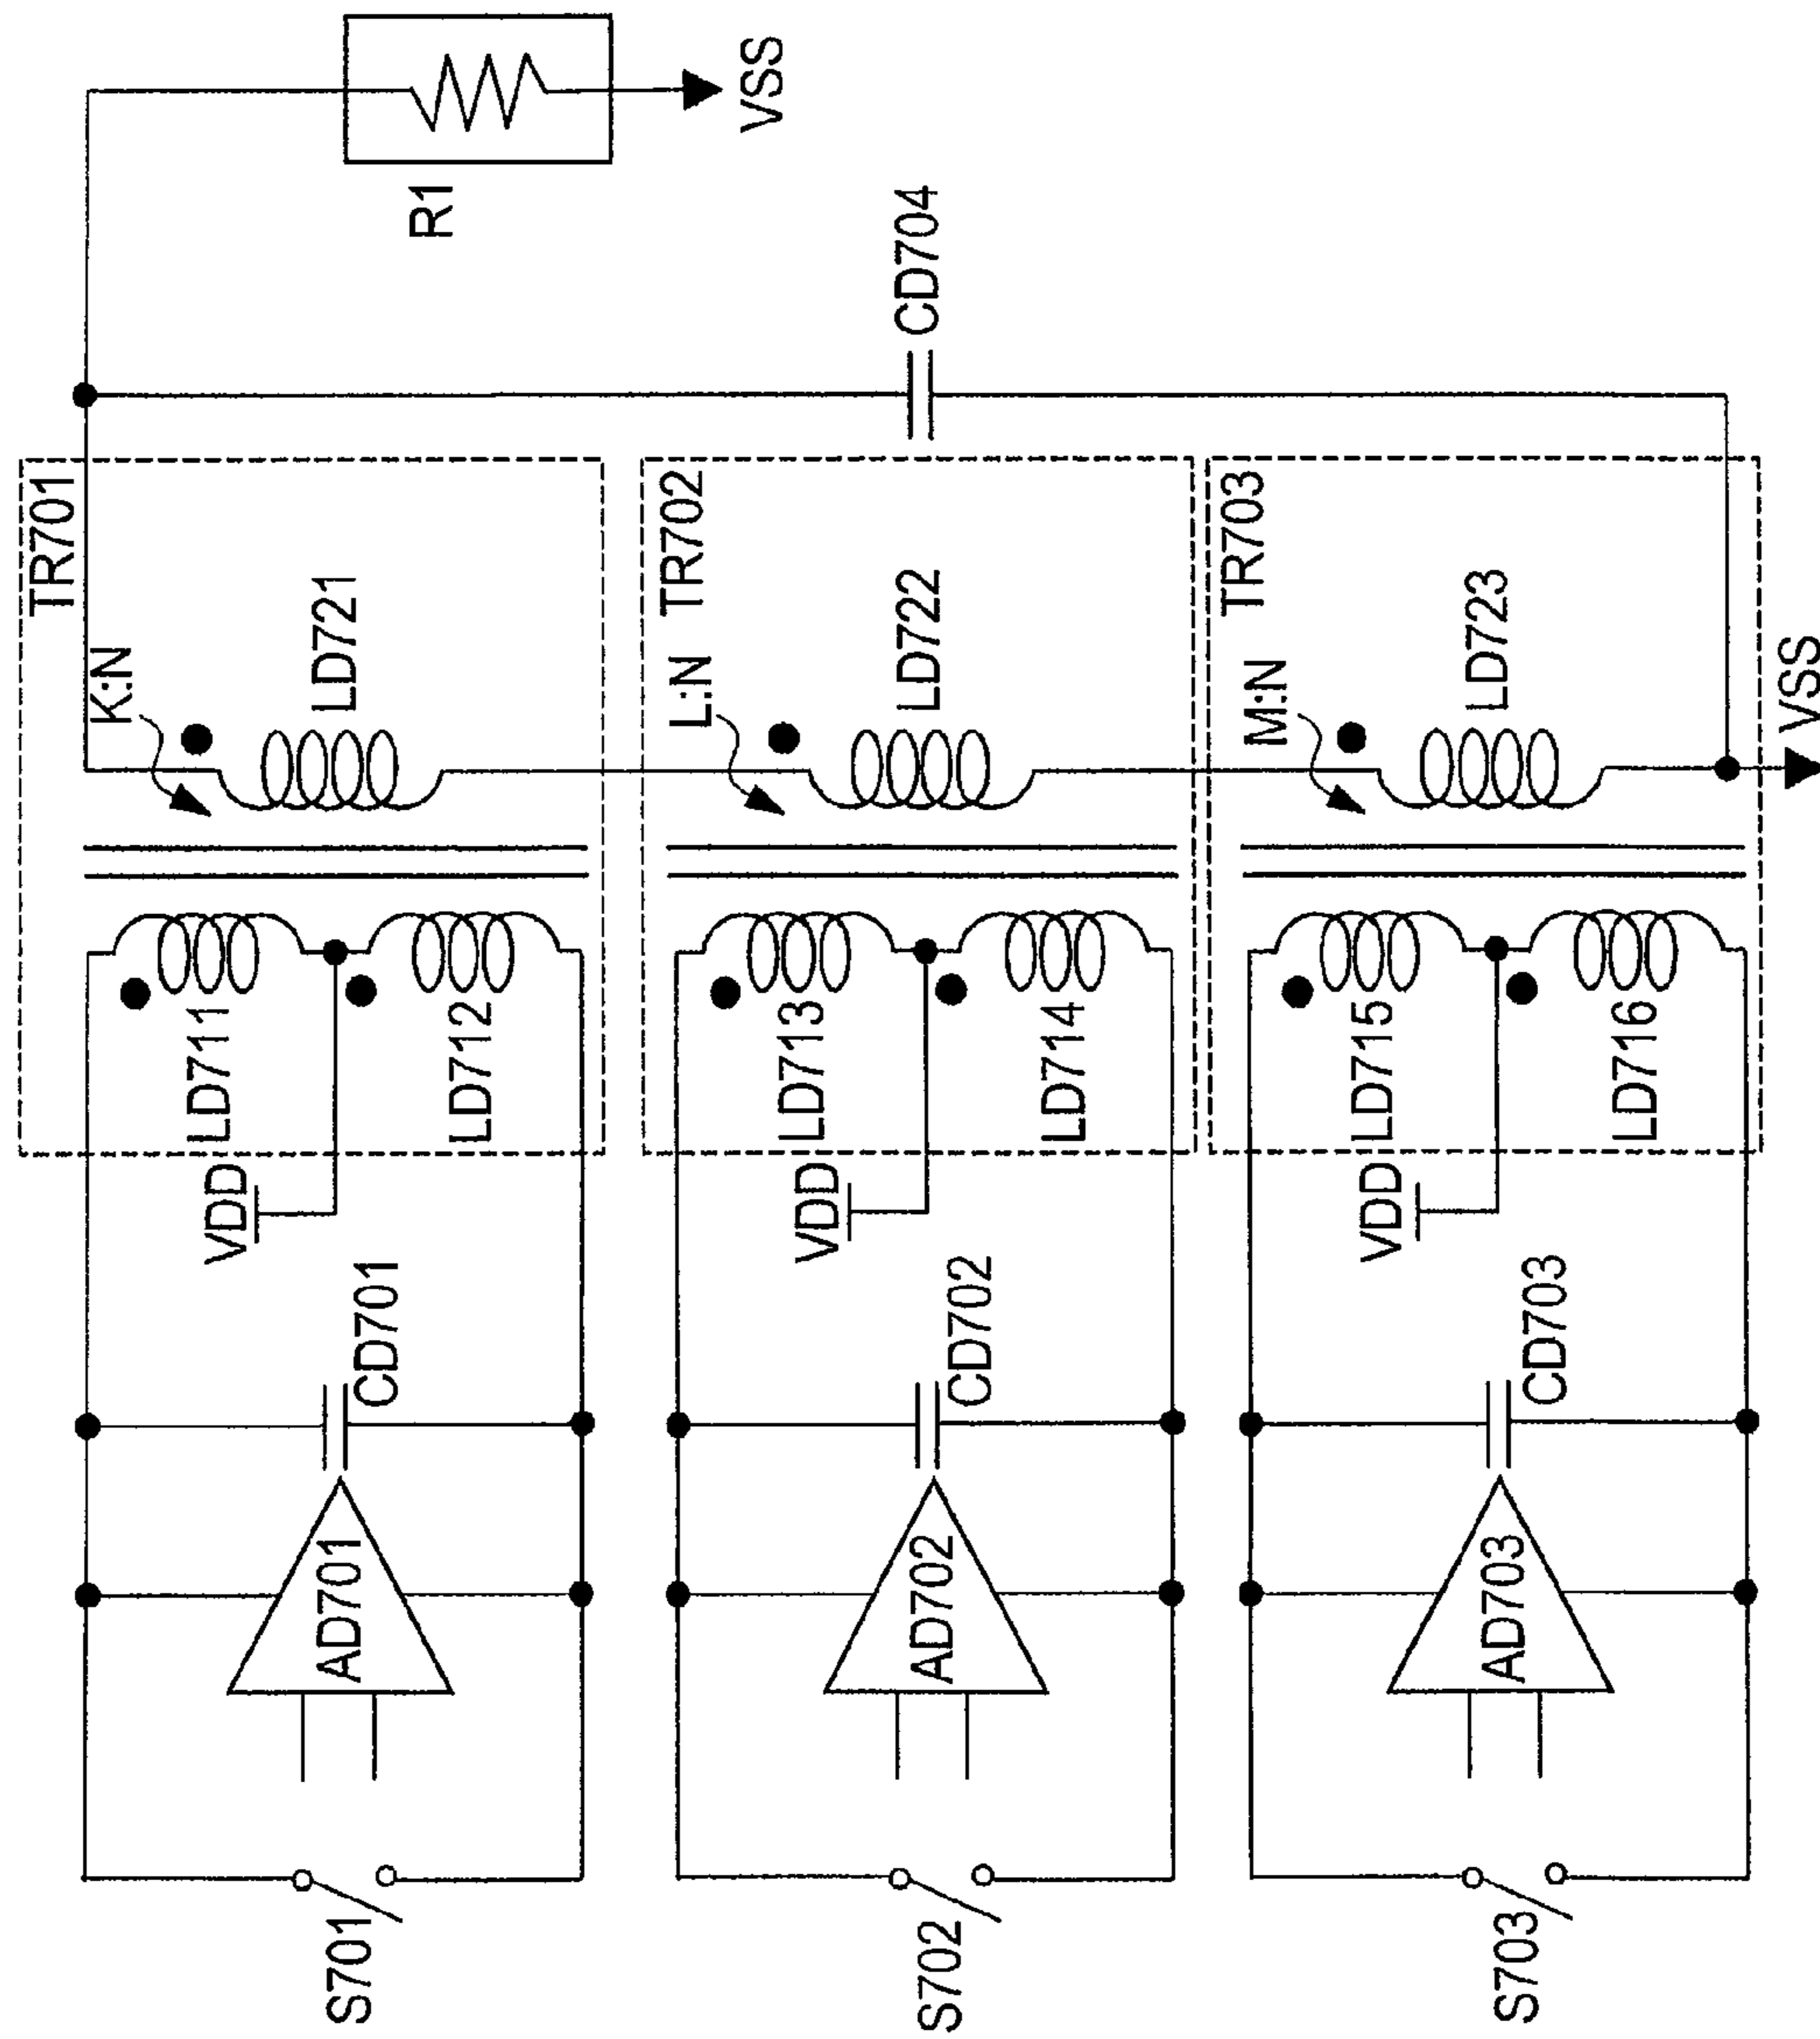 TR701
K:N
LD721
LD711
LD712
VDD
CD701
AD701
S701
R1
VSS
TR702
L:N
LD722
LD713
LD714
VDD
CD702
AD702
S702
CD704
TR703
M:N
LD723
LD715
LD716
VDD
CD703
AD703
S703
VSS